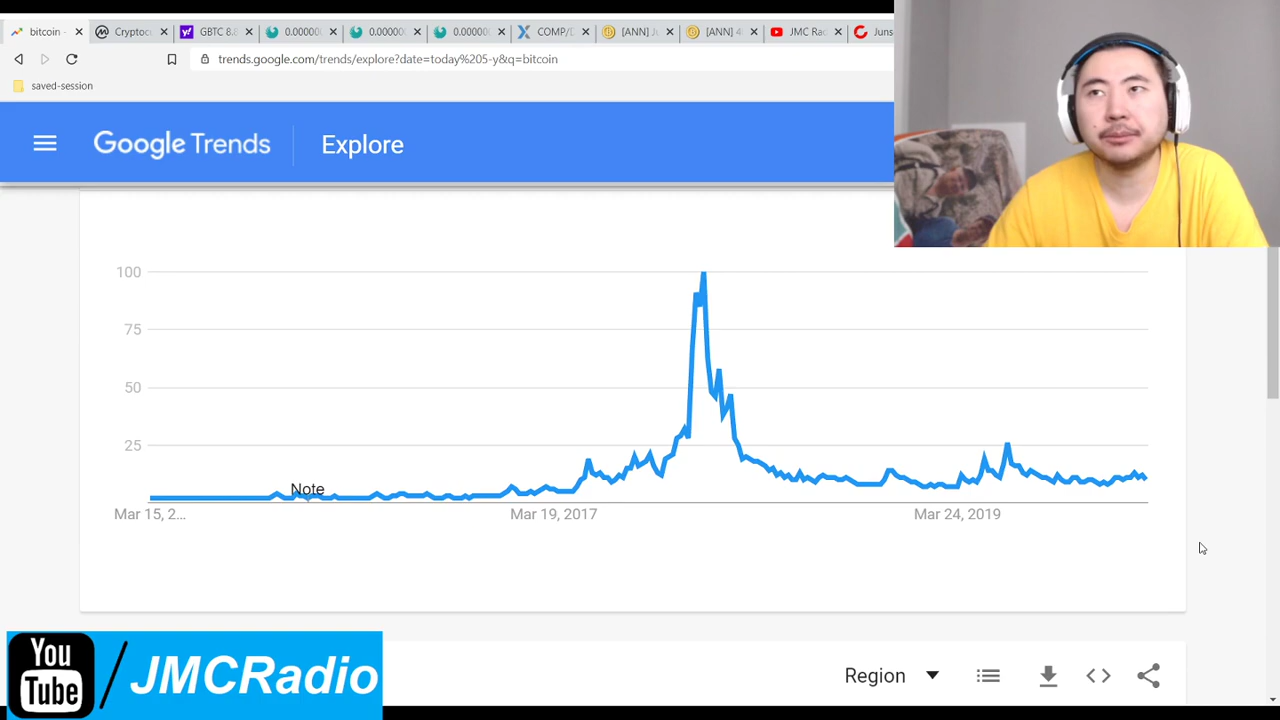 bitcoin -
Cryptoc
GBTC 8.
0.00000
0.00000
0.00000
COMP/
[ANN]
[ANN] 4
JMC Ra
Juns
trends.google.com/trends/explore?date=today%205-y&q=bitcoin
saved-session
Google Trends
Explore
100
75
50
25
Note
Mar 15, 2...
Mar 19, 2017
Mar 24, 2019
Region
You
Tube
/JMCRadio